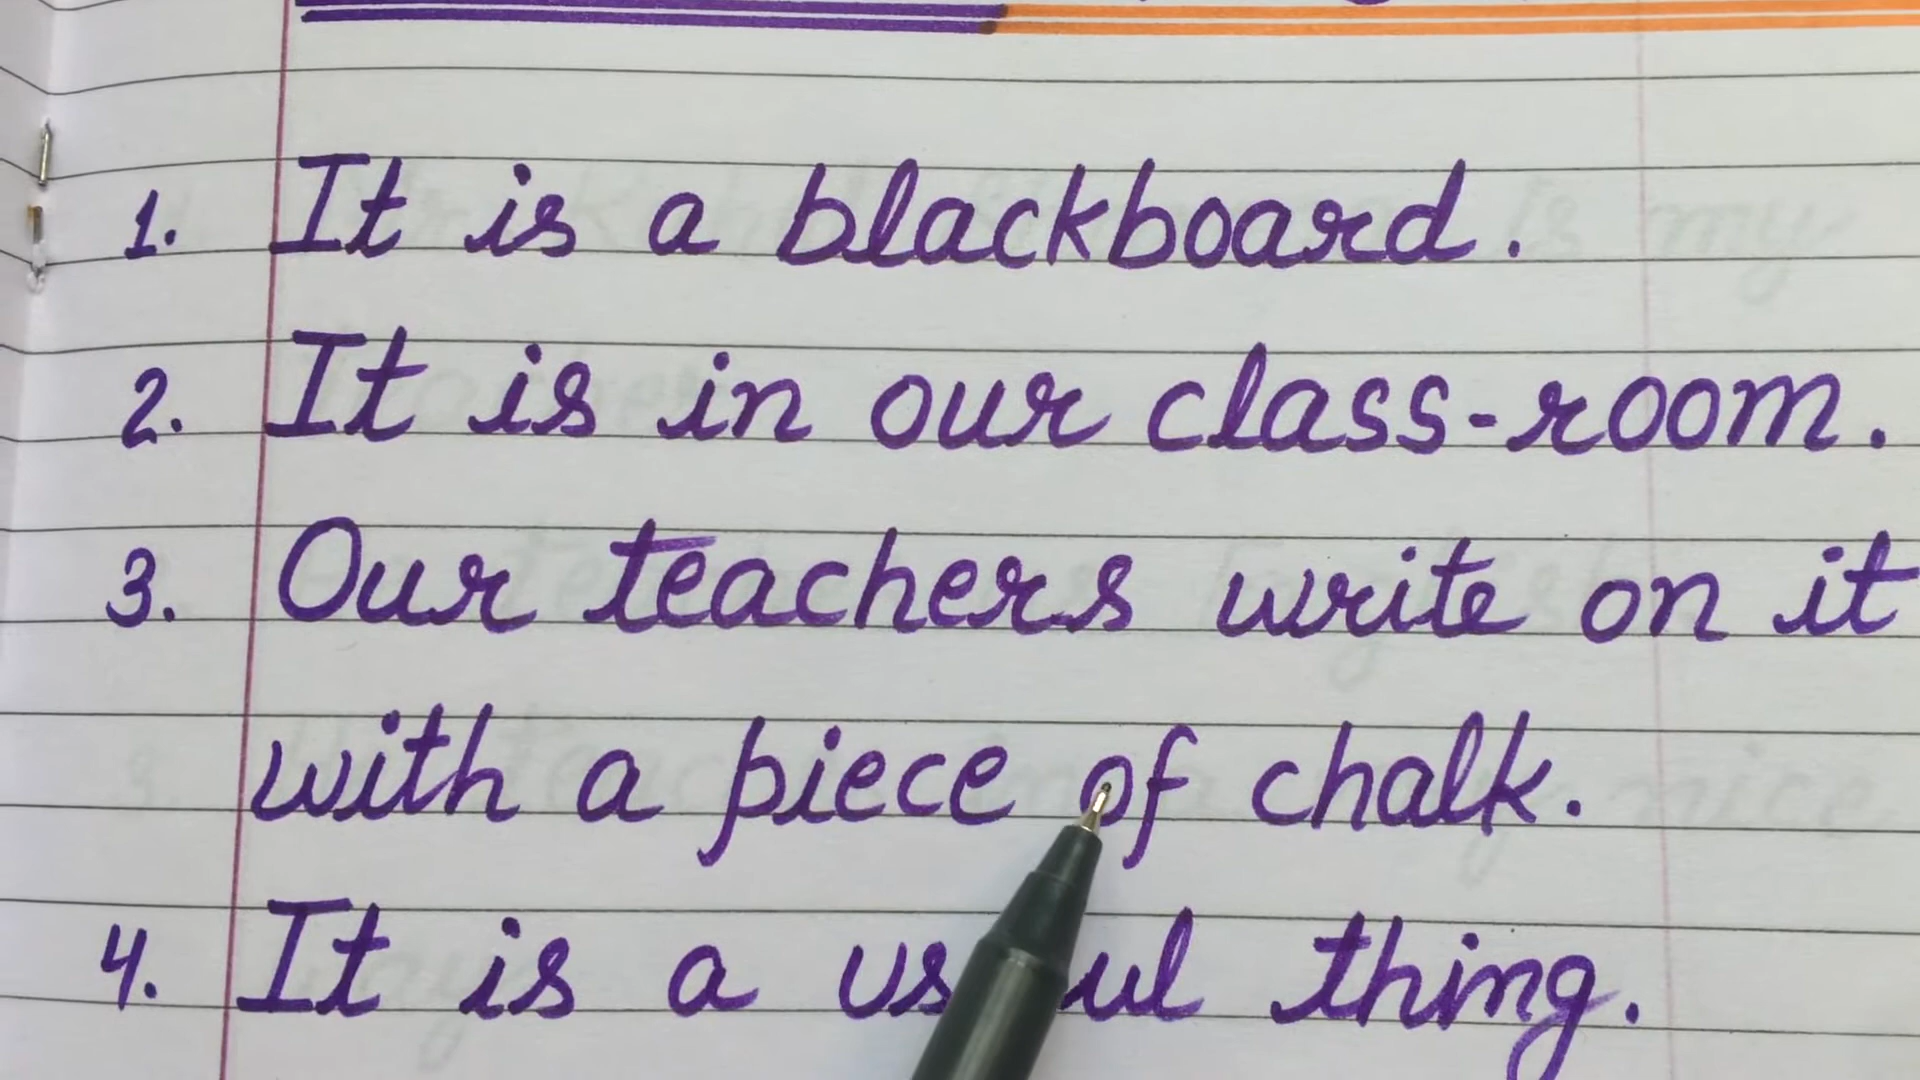 1. It is a blackboard.
2. It is in our class-room.
3. Our teachers write on it
with a piece of chalk.
4. It is a thing.